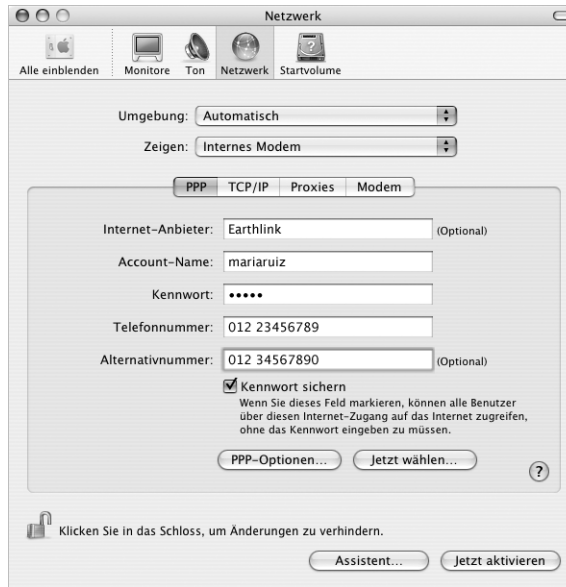 Netzwerk
Alle einblenden Monitore Ton Netzwerk Startvolume
Umgebung: Automatisch
Zeigen: Internes Modem
PPP TCP/IP Proxies Modem
Internet-Anbieter: Earthlink (Optional)
Account-Name: mariaruiz
Kennwort: •••••
Telefonnummer: 012 23456789
Alternativnummer: 012 34567890 (Optional)
Kennwort sichern
Wenn Sie dieses Feld markieren, können alle Benutzer
über diesen Internet-Zugang auf das Internet zugreifen,
ohne das Kennwort eingeben zu müssen.
PPP-Optionen... Jetzt wählen... ?
Klicken Sie in das Schloss, um Änderungen zu verhindern.
Assistent... Jetzt aktivieren